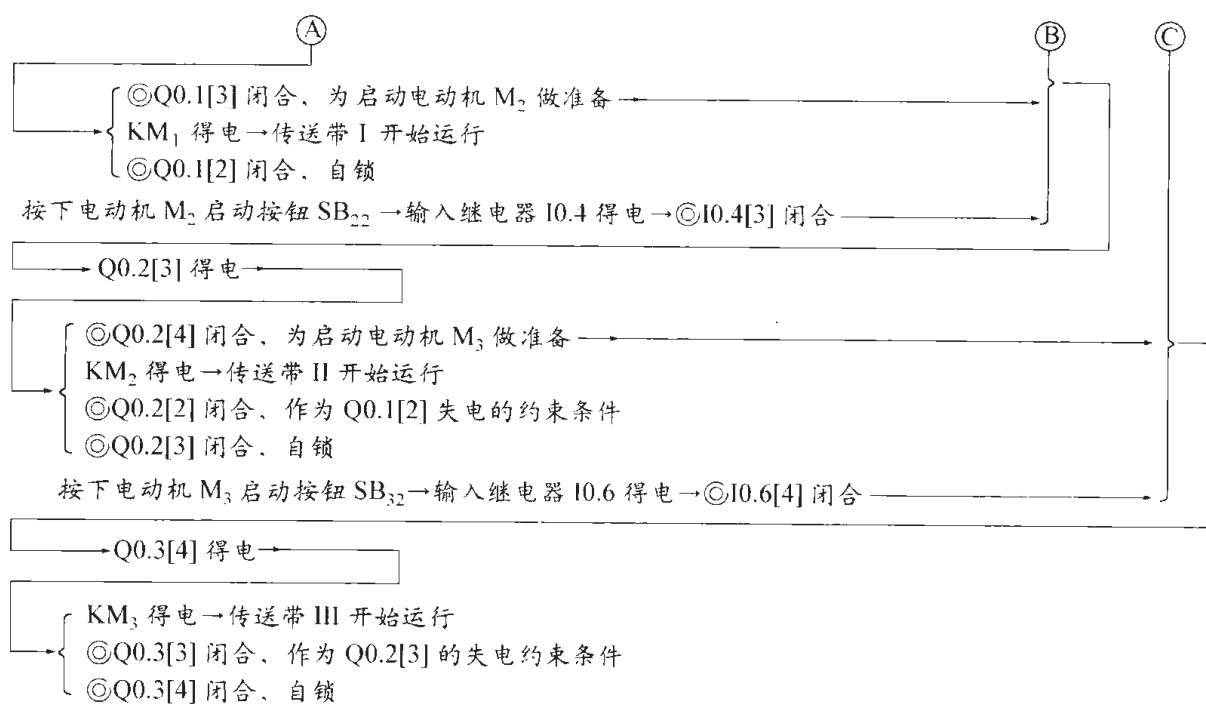 Ⓐ Ⓑ Ⓒ
◎Q0.1[3] 闭合、为启动电动机 M₂ 做准备→
KM₁ 得电→传送带 I 开始运行
◎Q0.1[2] 闭合、自锁
按下电动机 M₂ 启动按钮 SB₂₂→输入继电器 I0.4 得电→◎I0.4[3] 闭合
→Q0.2[3] 得电→
◎Q0.2[4] 闭合、为启动电动机 M₃ 做准备→
KM₂ 得电→传送带 II 开始运行
◎Q0.2[2] 闭合、作为 Q0.1[2] 失电的约束条件
◎Q0.2[3] 闭合、自锁
按下电动机 M₃ 启动按钮 SB₃₂→输入继电器 I0.6 得电→◎I0.6[4] 闭合
→Q0.3[4] 得电→
KM₃ 得电→传送带 III 开始运行
◎Q0.3[3] 闭合、作为 Q0.2[3] 的失电约束条件
◎Q0.3[4] 闭合、自锁